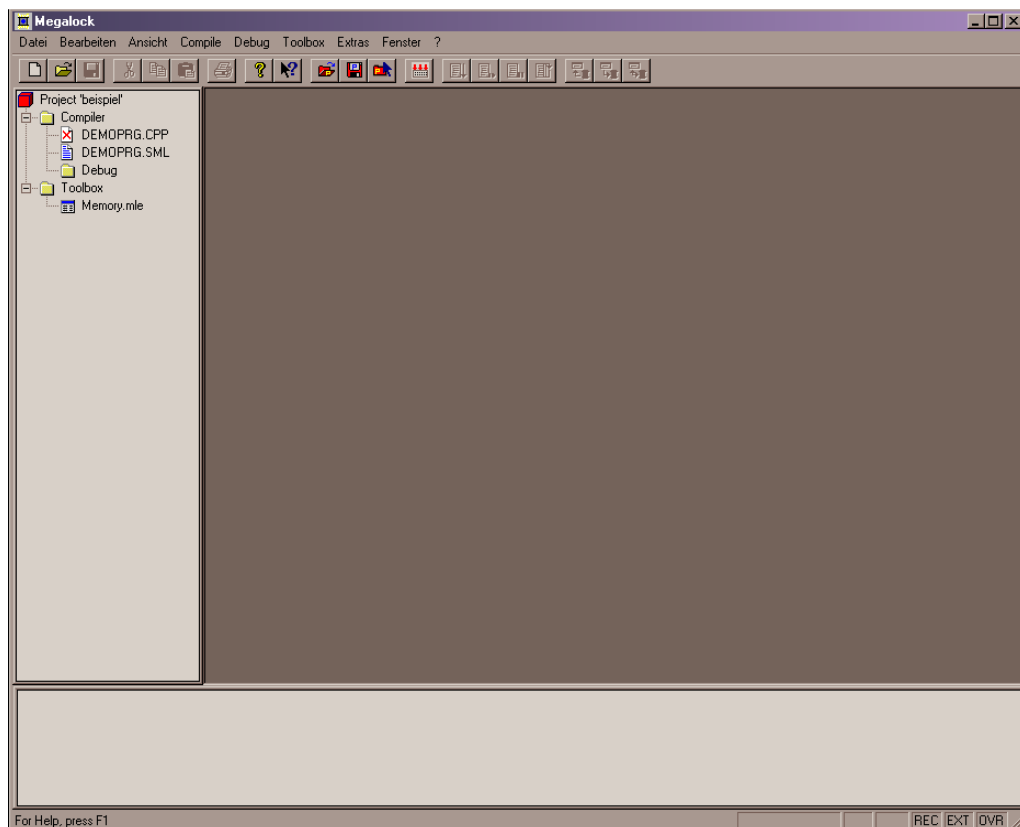 Megalock
Datei Bearbeiten Ansicht Compile Debug Toolbox Extras Fenster ?
Project 'beispiel'
Compiler
DEMOPRG.CPP
DEMOPRG.SML
Debug
Toolbox
Memory.mle
For Help, press F1
REC EXT OVR